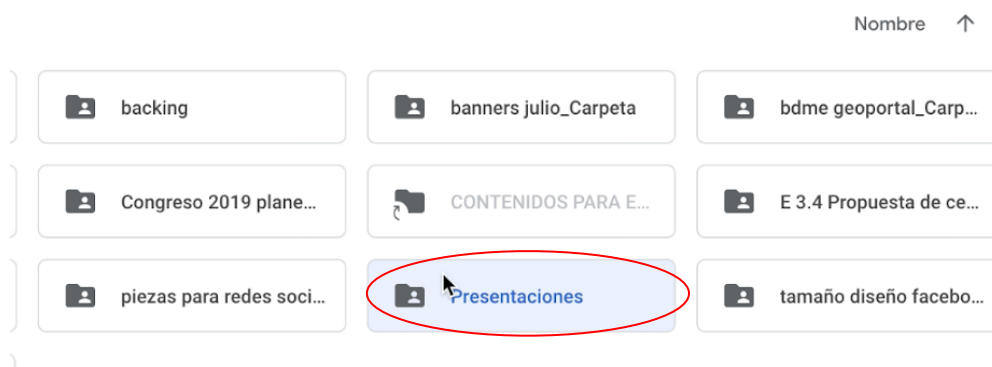 Nombre
backing
banners julio_Carpeta
bdme geoportal_Carp...
Congreso 2019 plane...
CONTENIDOS PARA E...
E 3.4 Propuesta de ce...
piezas para redes soci...
Presentaciones
tamaño diseño facebo...